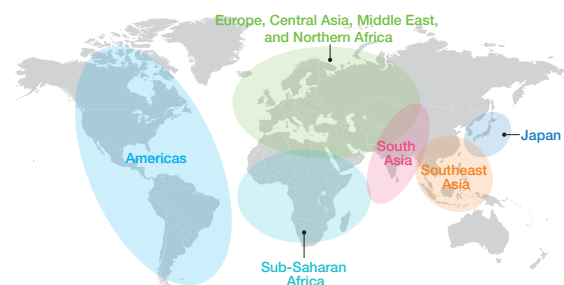 Europe, Central Asia, Middle East,
and Northern Africa
Americas
South
Asia
Japan
Southeast
Asia
Sub-Saharan
Africa